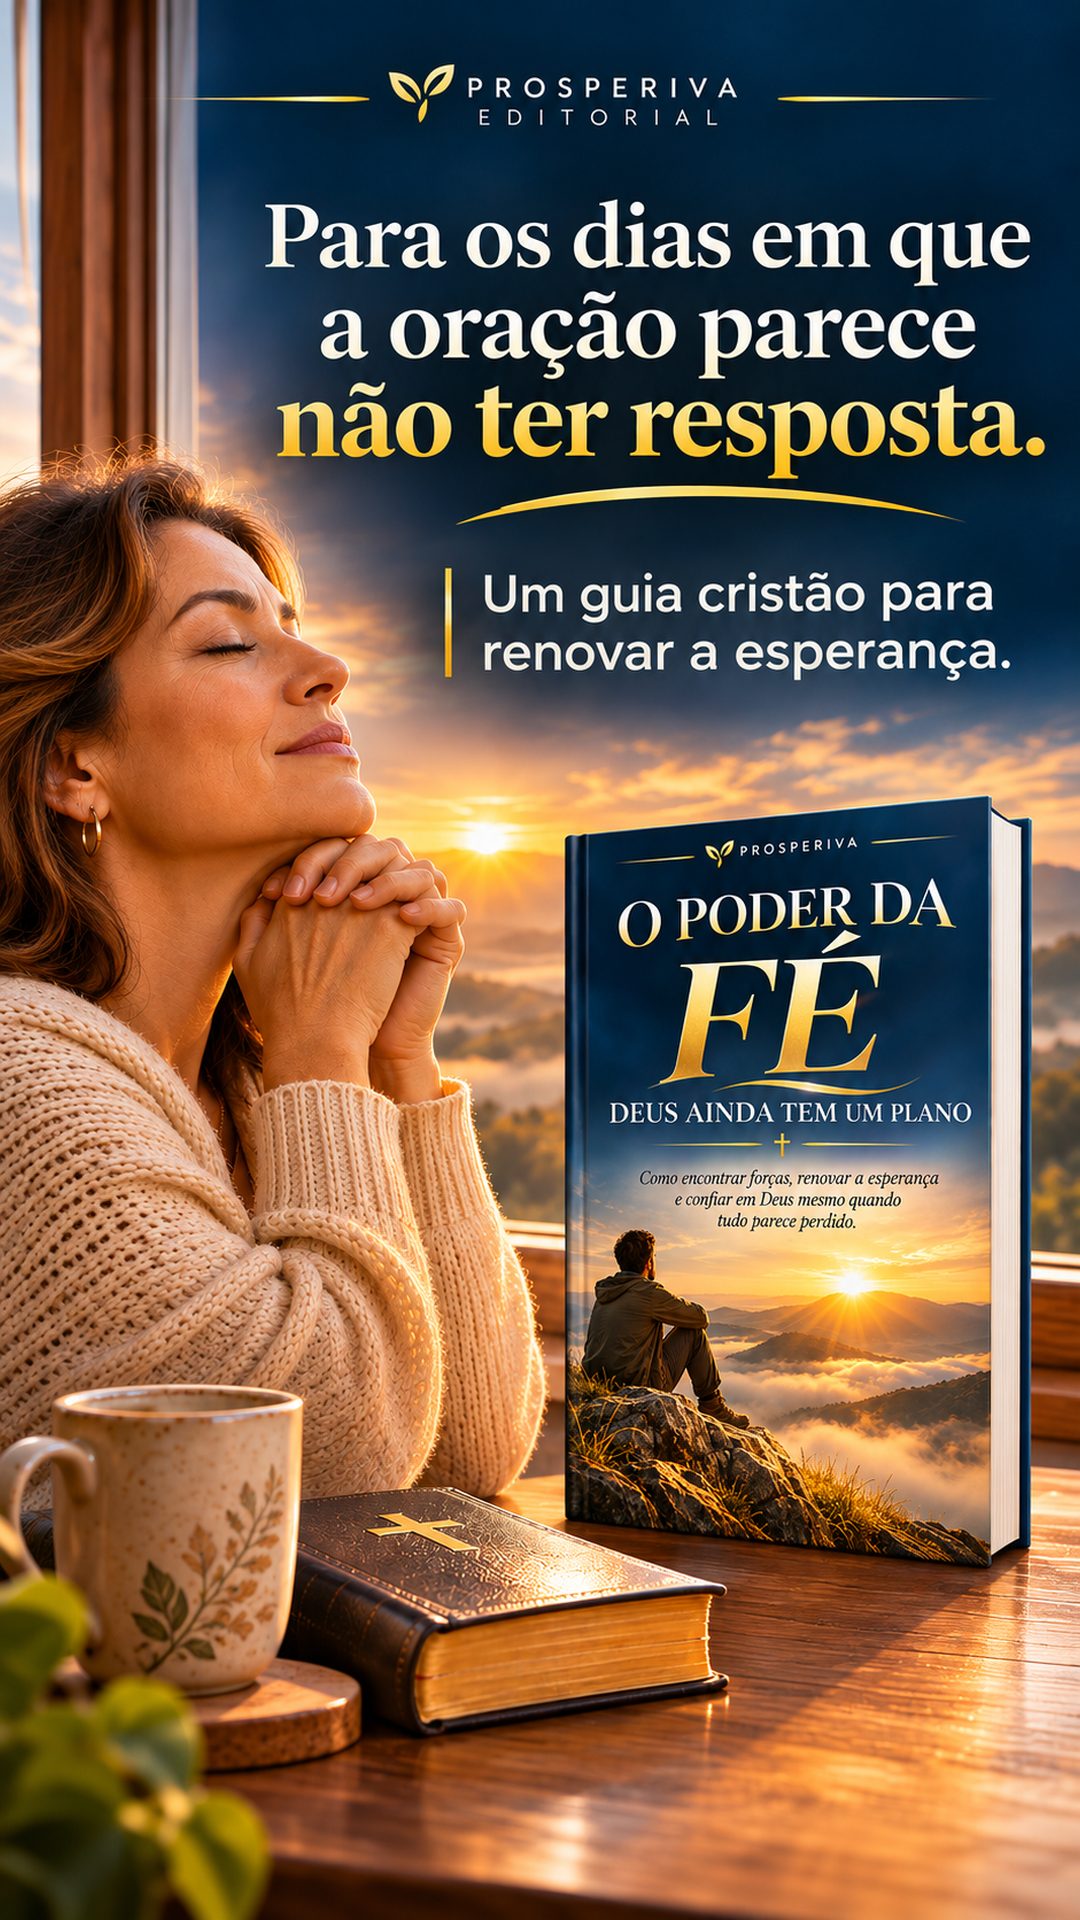 PROSPERIVA
EDITORIAL
Para os dias em que
a oração parece
não ter resposta.
Um guia cristão para
renovar a esperança.
PROSPERIVA
O PODER DA
FÉ
DEUS AINDA TEM UM PLANO
Como encontrar forças, renovar a esperança
e confiar em Deus mesmo quando
tudo parece perdido.